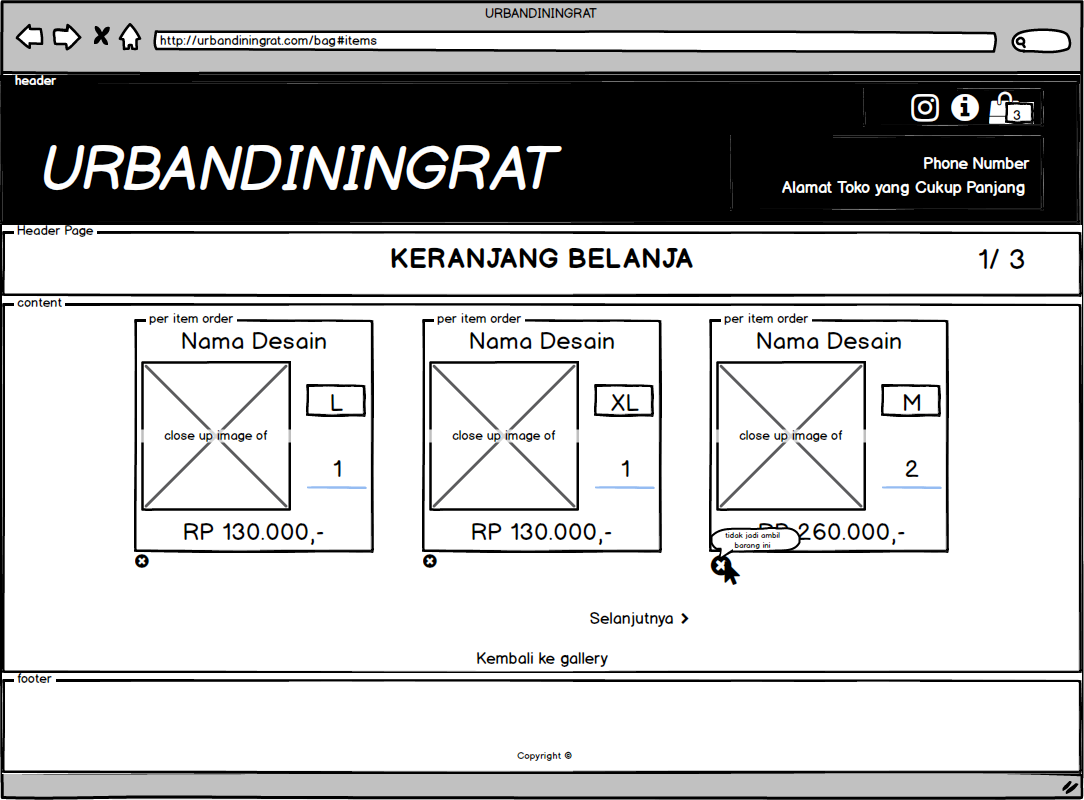 URBANDININGRAT
http://urbandiningrat.com/bag#items
header
3
URBANDININGRAT
Phone Number
Alamat Toko yang Cukup Panjang
Header Page
KERANJANG BELANJA
1/ 3
content
per item order
Nama Desain
L
close up image of
1
RP 130.000,-
per item order
Nama Desain
XL
close up image of
1
RP 130.000,-
per item order
Nama Desain
M
close up image of
2
RP 260.000,-
tidak jadi ambil
barang ini
Selanjutnya
Kembali ke gallery
footer
Copyright ©